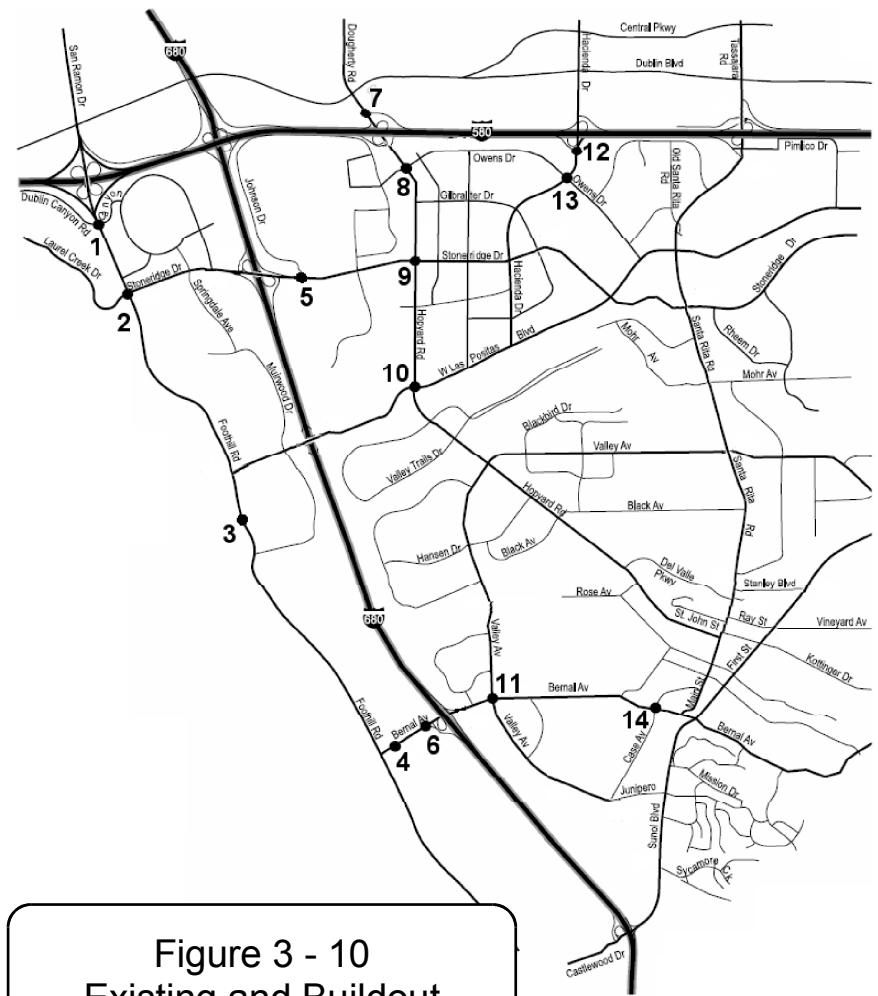 Central Pkwy
Dougherty Rd
Hacienda Dr
Tassajara Rd
San Ramon Dr
680
Dublin Blvd
7
580
12
Pimlico Dr
Owens Dr
8
Old Santa Rita Rd
Johnson Dr
Owens Dr
13
Gibralter Dr
Canyon
Dublin Canyon Rd
1
Laurel Creek Dr
Stoneridge Dr
9
Stoneridge Dr
Stoneridge Dr
5
Hacienda Dr
2
Springdale Ave
Hopyard Rd
W Las Positas Blvd
Santa Rita Rd
Mohr Av
Rheem Dr
10
Muirwood Dr
Mohr Av
Blackbird Dr
Foothill Rd
Valley Trails Dr
Valley Av
Santa Rita Rd
Hopyard Rd
Black Av
3
Hansen Dr
Black Av
Del Valle Pkwy
Stanley Blvd
Rose Av
680
St. John St
Ray St
Vineyard Av
Valley Av
First St
Kottinger Dr
11
Bernal Av
Main St
Foothill Rd
Bernal Av
14
6
Valley Av
Case Av
Bernal Av
4
Mission Dr
Junipero
Sunol Blvd
Sycamore Ck
Castlewood Dr
Figure 3 - 10
Existing and Buildout